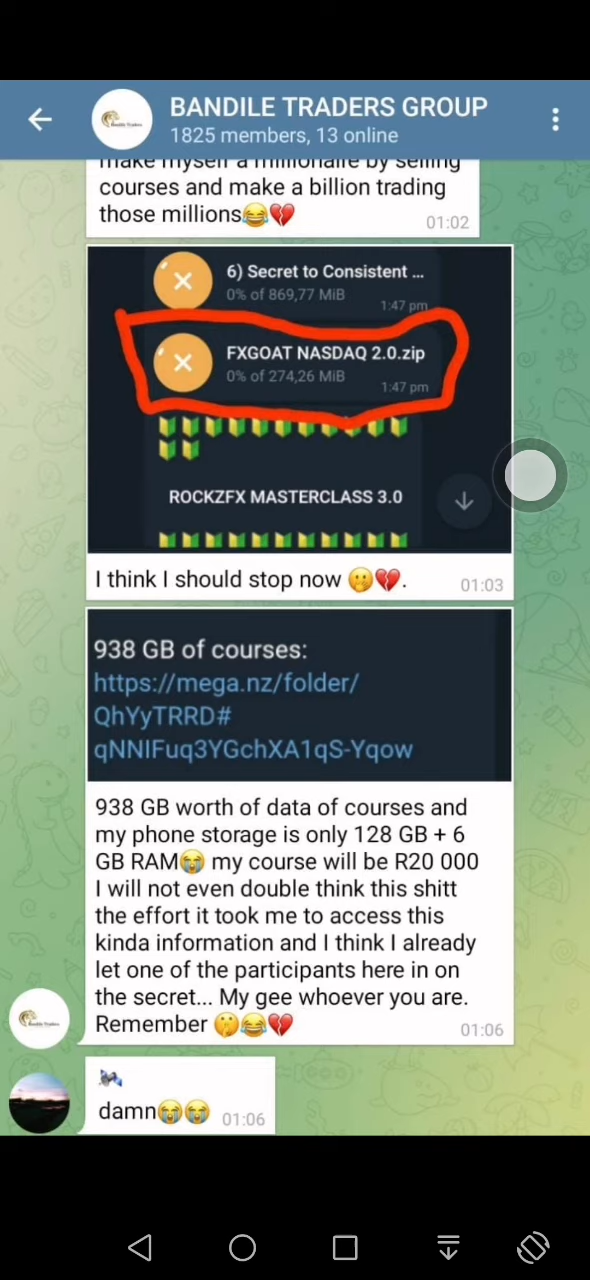 BANDILE TRADERS GROUP
1825 members, 13 online
make myself a millionaire by selling
courses and make a billion trading
those millions😂💔
01:02
6) Secret to Consistent ...
0% of 869,77 MiB
1:47 pm
FXGOAT NASDAQ 2.0.zip
0% of 274,26 MiB
1:47 pm
ROCKZFX MASTERCLASS 3.0
I think I should stop now 🤫💔.
01:03
938 GB of courses:
https://mega.nz/folder/
QhYyTRRD#
qNNIFuq3YGchXA1qS-Yqow
938 GB worth of data of courses and
my phone storage is only 128 GB + 6
GB RAM😭 my course will be R20 000
I will not even double think this shitt
the effort it took me to access this
kinda information and I think I already
let one of the participants here in on
the secret... My gee whoever you are.
Remember 🤫😂💔
01:06
damn😭😭
01:06